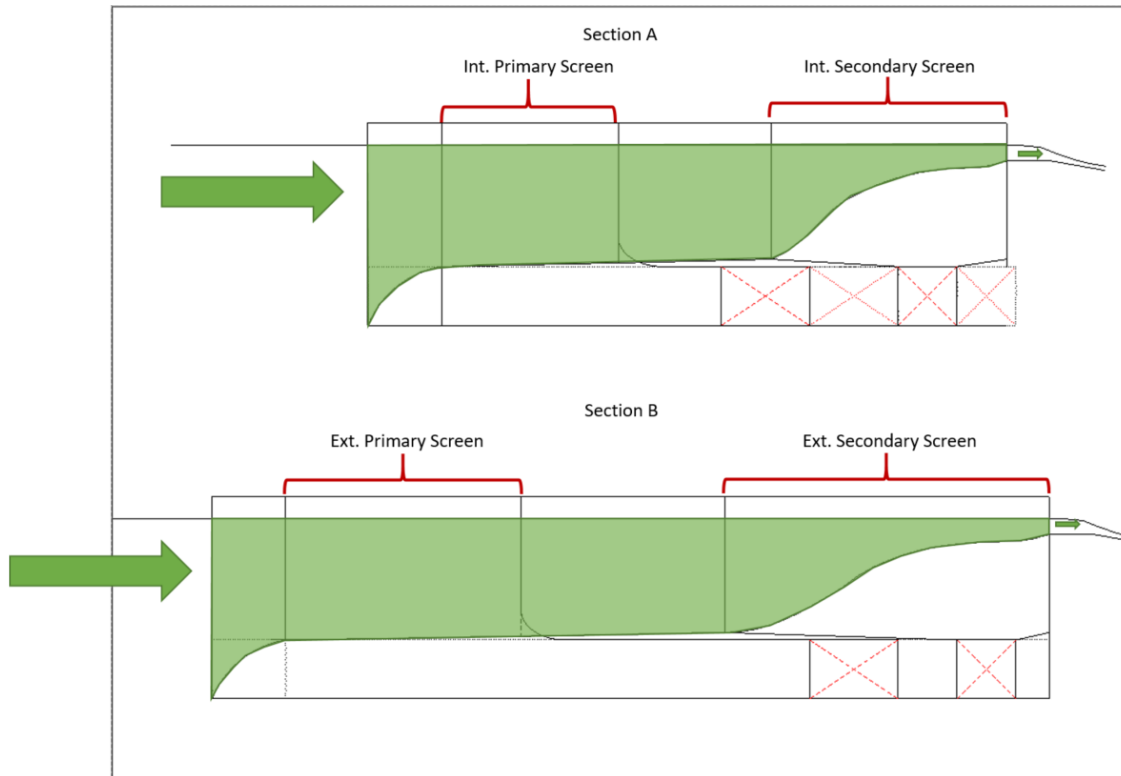 Section A
Int. Primary Screen
Int. Secondary Screen
Section B
Ext. Primary Screen
Ext. Secondary Screen